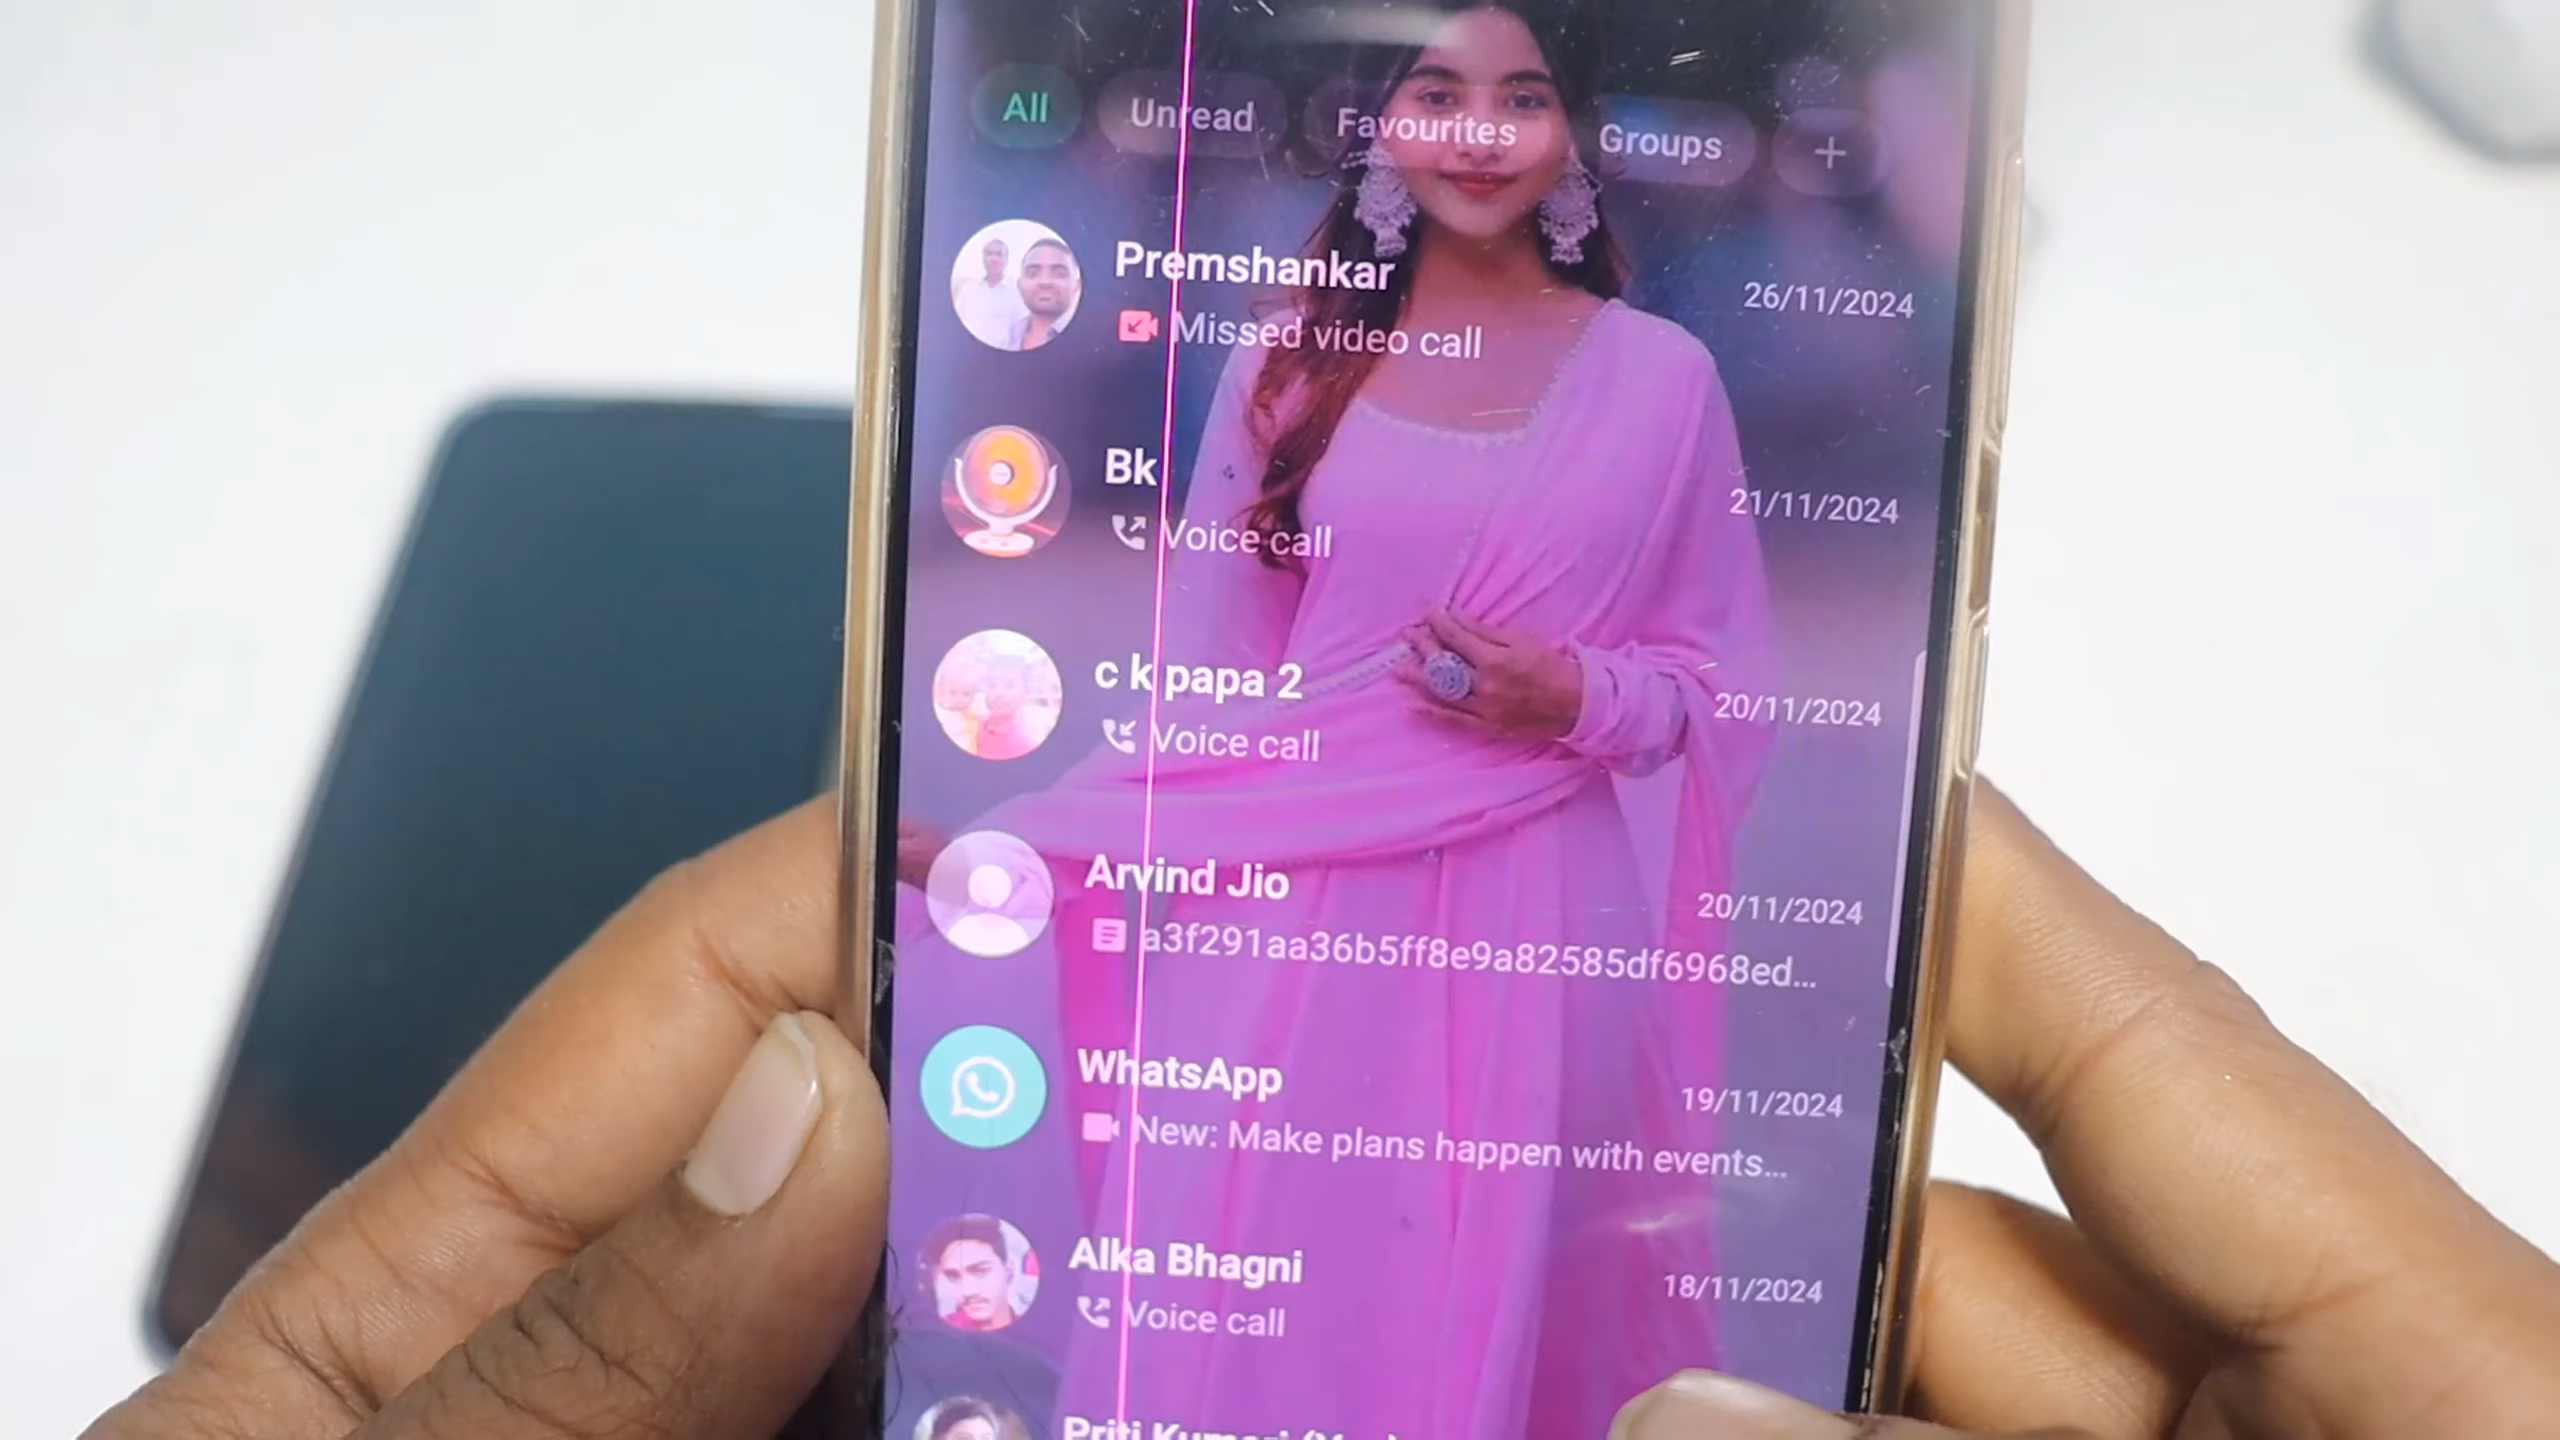 All
Unread
Favourites
Groups
+
Premshankar
26/11/2024
Missed video call
Bk
21/11/2024
Voice call
c k papa 2
20/11/2024
Voice call
Arvind Jio
20/11/2024
a3f291aa36b5ff8e9a82585df6968ed...
WhatsApp
19/11/2024
New: Make plans happen with events...
Alka Bhagni
18/11/2024
Voice call
Priti Kumari